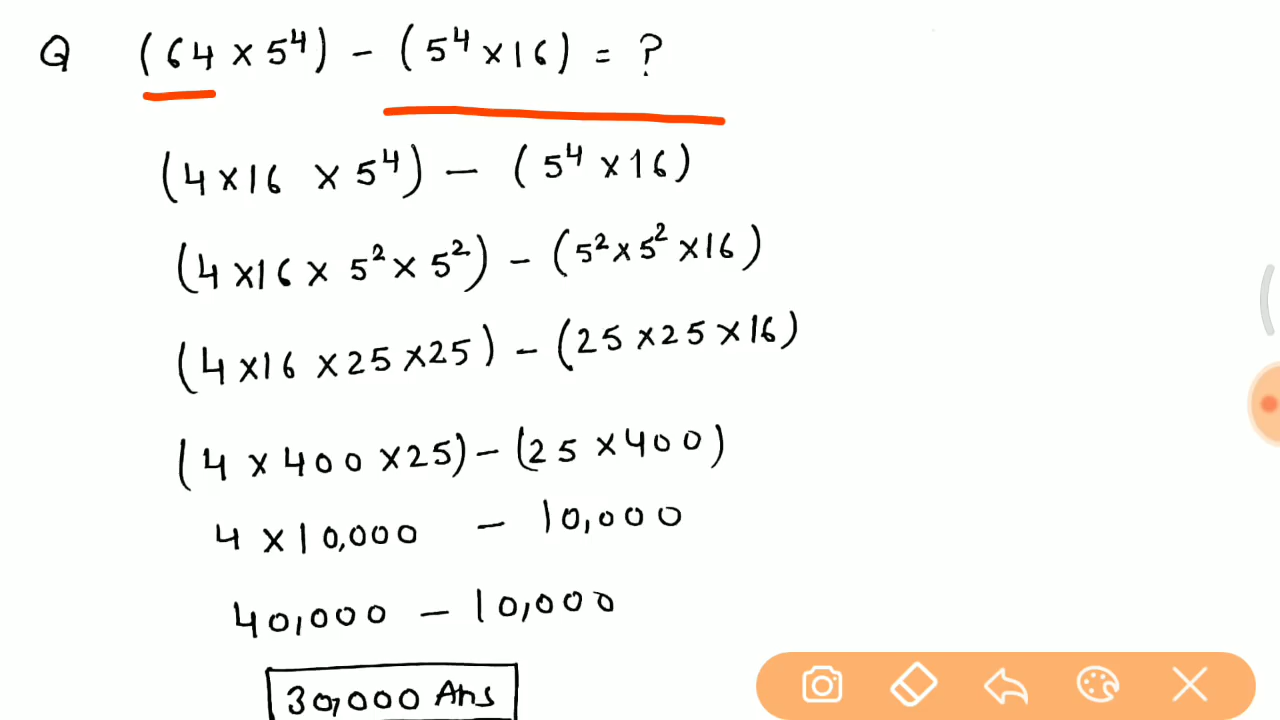 Q (64 × 5⁴) - (5⁴ × 16) = ?
(4 × 16 × 5⁴) - (5⁴ × 16)
(4 × 16 × 5² × 5²) - (5² × 5² × 16)
(4 × 16 × 25 × 25) - (25 × 25 × 16)
(4 × 400 × 25) - (25 × 400)
4 × 10,000 - 10,000
40,000 - 10,000
30,000 Ans